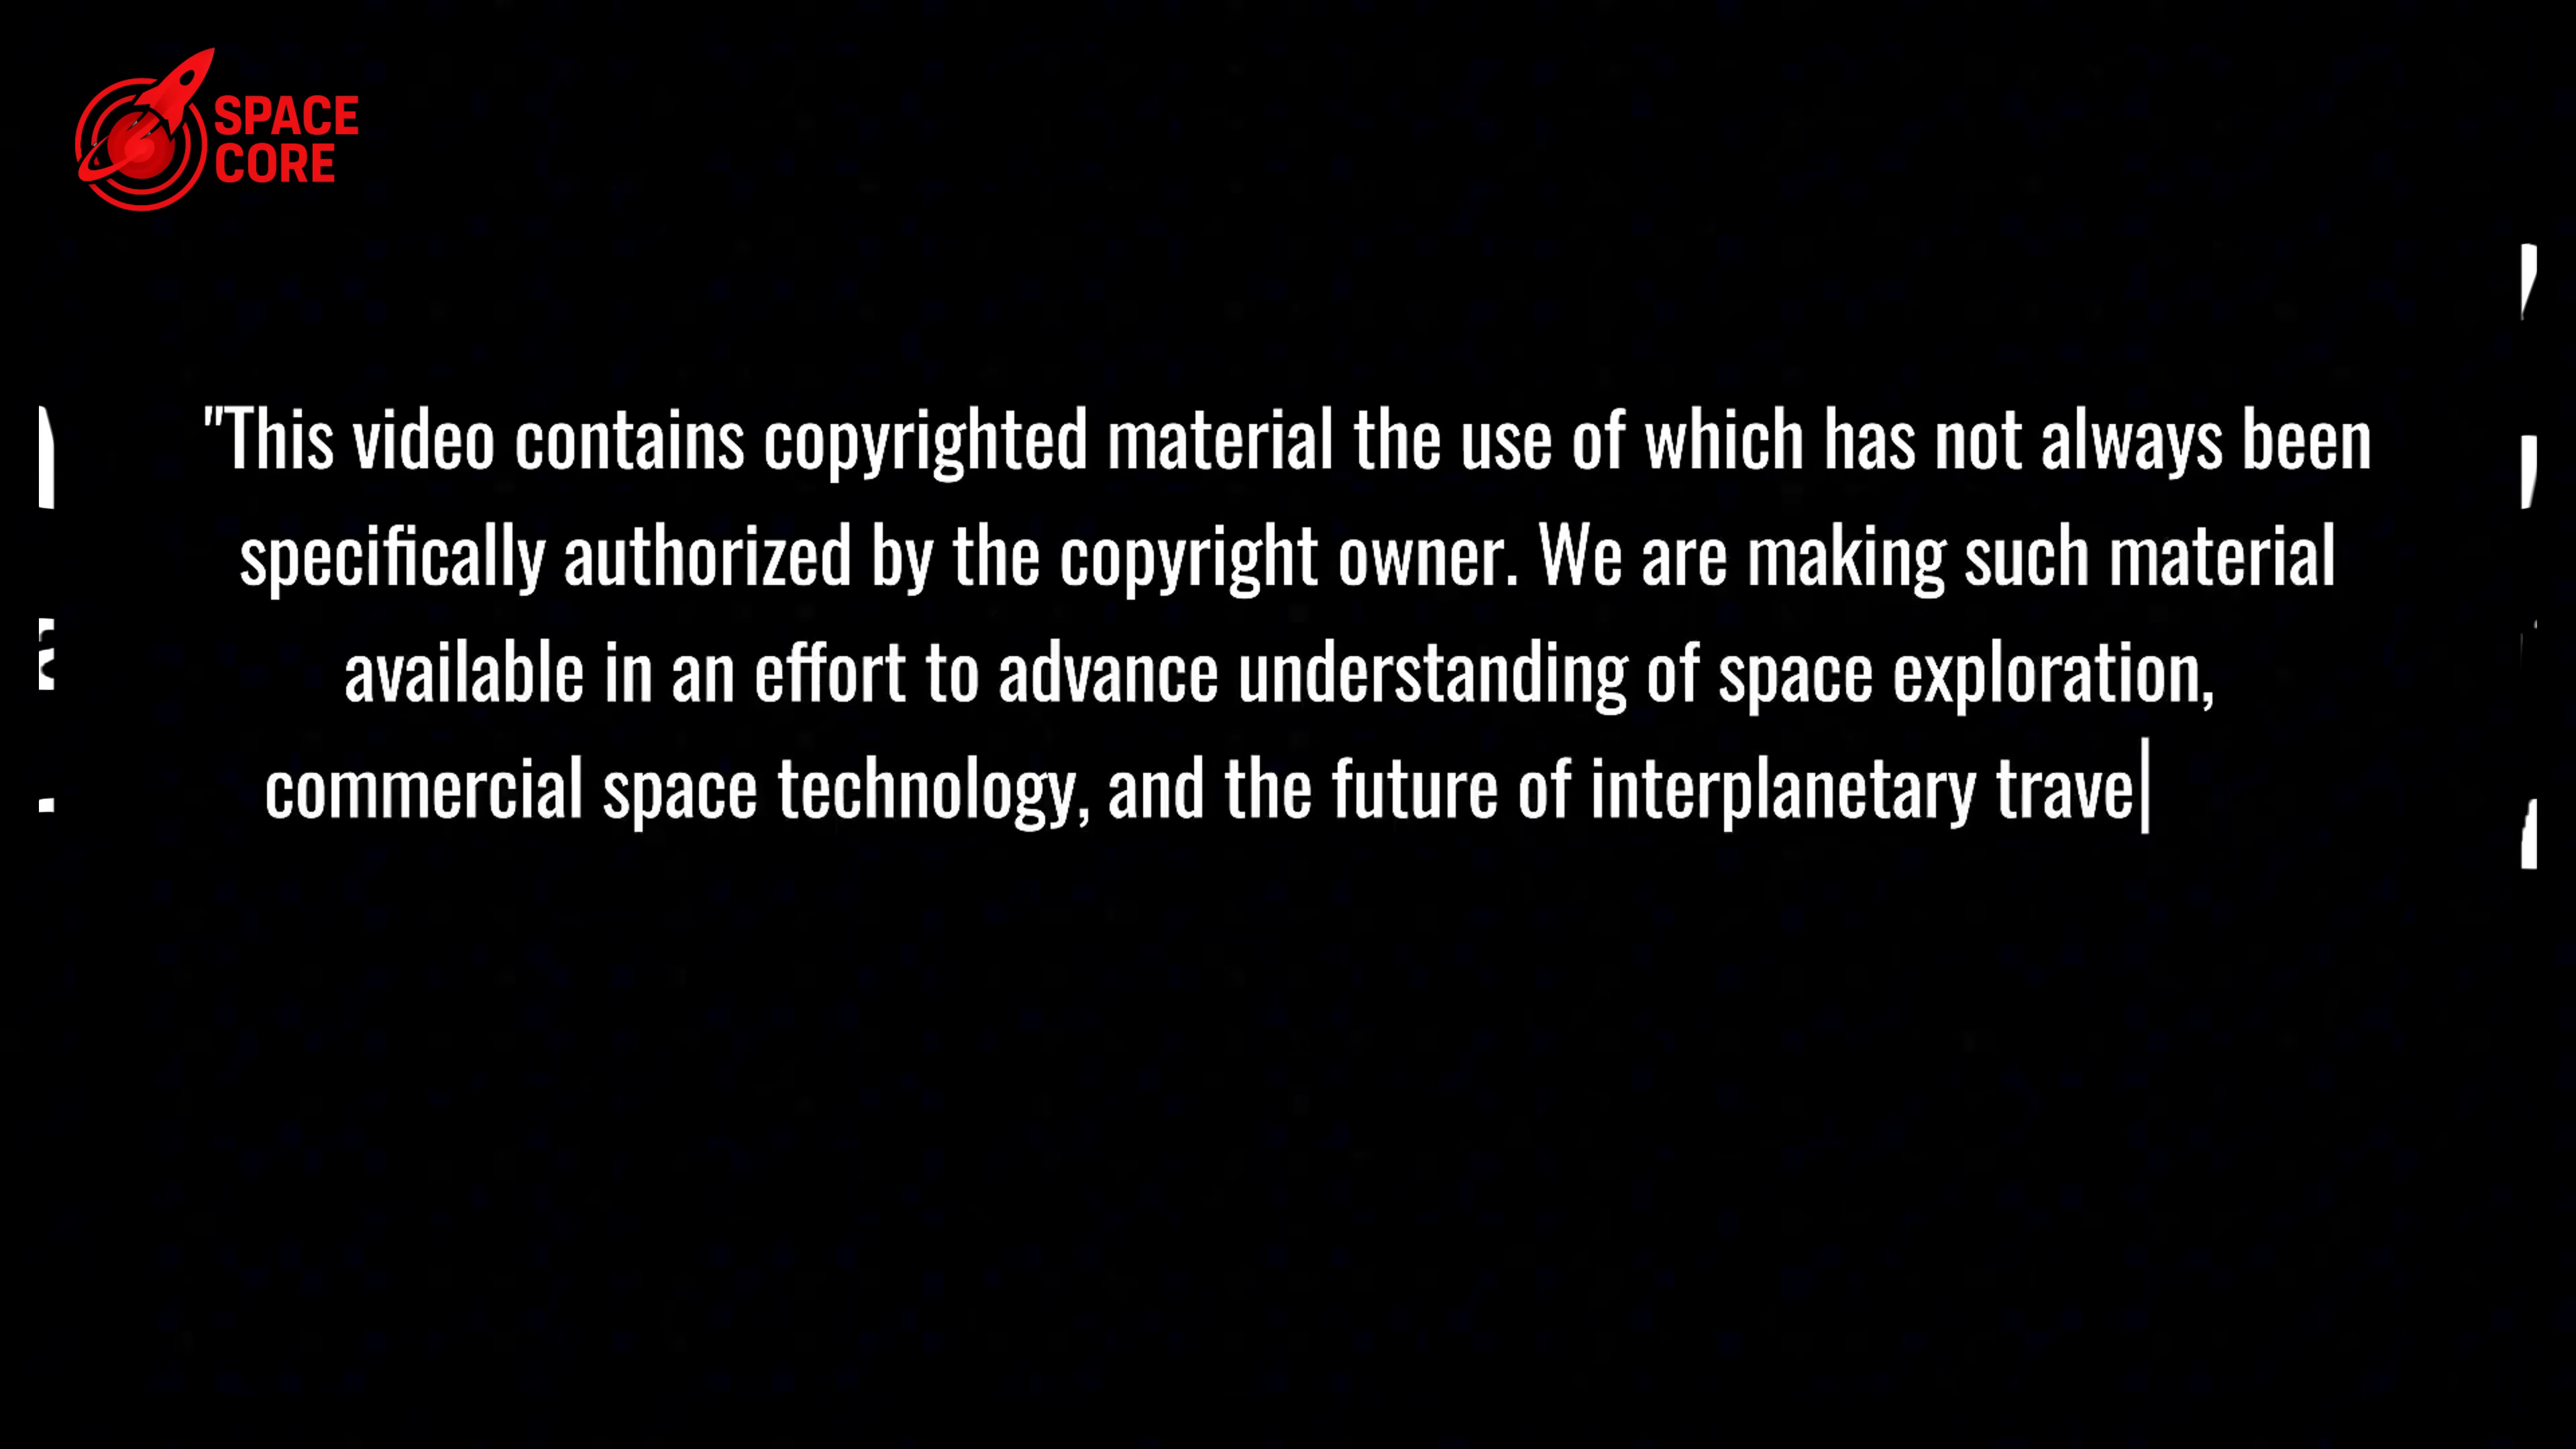 SPACE
CORE
"This video contains copyrighted material the use of which has not always been
specifically authorized by the copyright owner. We are making such material
available in an effort to advance understanding of space exploration,
commercial space technology, and the future of interplanetary trave